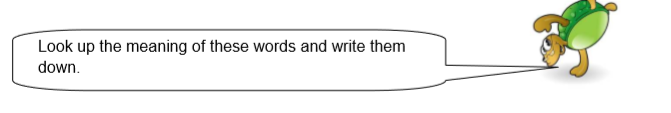 Look up the meaning of these words and write them
down.